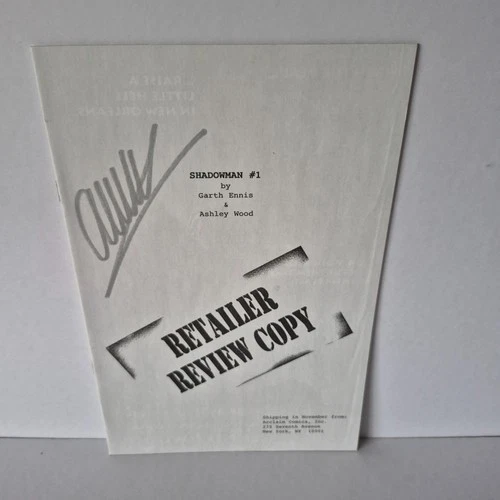 SHADOWMAN #1
by
Garth Ennis
&
Ashley Wood
RETAILER
REVIEW COPY
Shipping in November from:
Acclaim Comics, Inc.
New York, NY